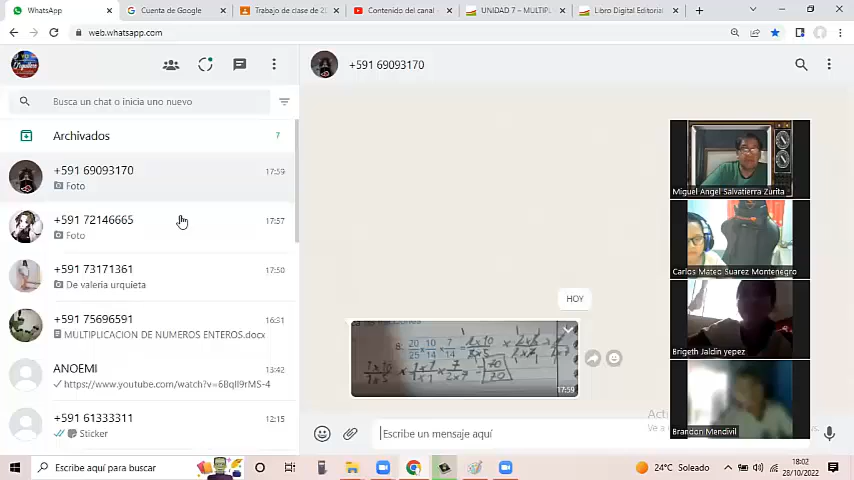 WhatsApp
Cuenta de Google
Trabajo de clase de 2
Contenido del canal
UNIDAD 7 – MULTIPL
Libro Digital Editorial
web.whatsapp.com
+591 69093170
Busca un chat o inicia uno nuevo
Archivados
7
+591 69093170
17:59
Foto
+591 72146665
17:57
Foto
+591 73171361
17:50
De valeria urquieta
+591 75696591
16:31
MULTIPLICACION DE NUMEROS ENTEROS.docx
ANOEMI
13:42
https://www.youtube.com/watch?v=6BqlI9rMS-4
+591 61333311
12:15
Sticker
HOY
17:59
Escribe un mensaje aquí
Miguel Angel Salvatierra Zurita
Carlos Mateo Suarez Montenegro
Brigeth Jaldin yepez
Brandon Mendivil
Acti
Ve a
Escribe aquí para buscar
24°C Soleado
18:02
28/10/2022